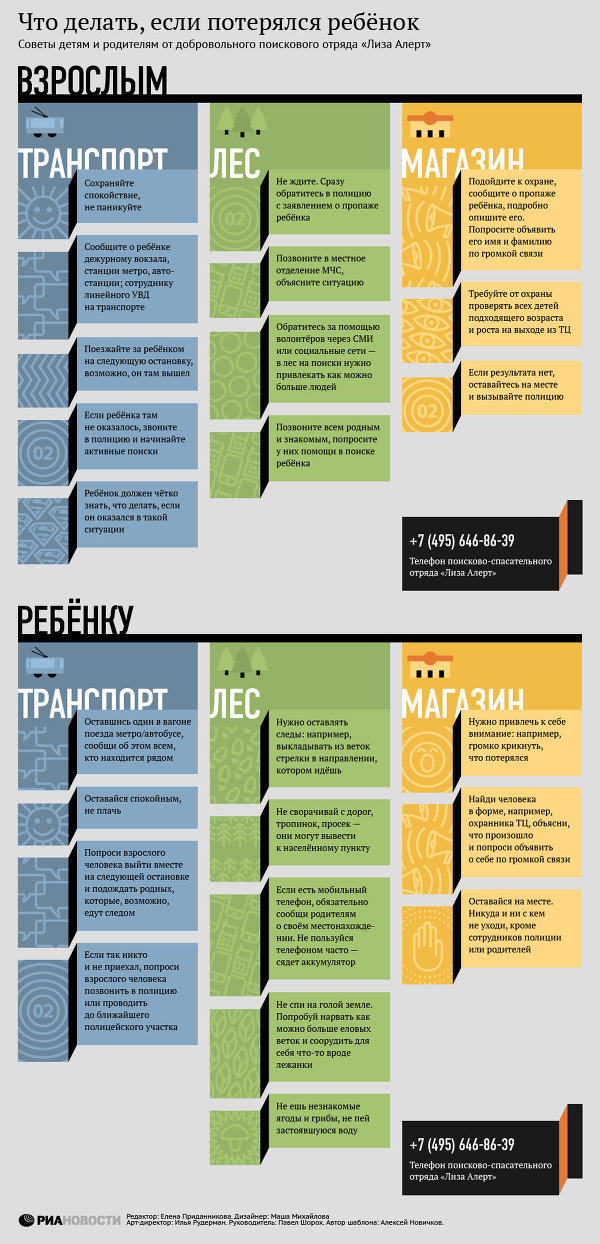 Что делать, если потерялся ребёнок
Советы детям и родителям от добровольного поискового отряда «Лиза Алерт»
ВЗРОСЛЫМ
ТРАНСПОРТ
Сохраняйте
спокойствие,
не паникуйте
Сообщите о ребёнке
дежурному вокзала,
станции метро, авто-
станции; сотруднику
линейного УВД
на транспорте
Поезжайте за ребёнком
на следующую остановку,
возможно, он там вышел
02
Если ребёнка там
не оказалось, звоните
в полицию и начинайте
активные поиски
Ребёнок должен чётко
знать, что делать, если
он оказался в такой
ситуации
ЛЕС
02
Не ждите. Сразу
обратитесь в полицию
с заявлением о пропаже
ребёнка
Позвоните в местное
отделение МЧС,
объясните ситуацию
Обратитесь за помощью
волонтёров через СМИ
или социальные сети —
в лес на поиски нужно
привлекать как можно
больше людей
Позвоните всем родным
и знакомым, попросите
у них помощи в поиске
ребёнка
МАГАЗИН
Подойдите к охране,
сообщите о пропаже
ребёнка, подробно
опишите его.
Попросите объявить
его имя и фамилию
по громкой связи
Требуйте от охраны
проверять всех детей
подходящего возраста
и роста на выходе из ТЦ
02
Если результата нет,
оставайтесь на месте
и вызывайте полицию
+7 (495) 646-86-39
Телефон поисково-спасательного
отряда «Лиза Алерт»
РЕБЁНКУ
ТРАНСПОРТ
Оставшись один в вагоне
поезда метро/автобусе,
сообщи об этом всем,
кто находится рядом
Оставайся спокойным,
не плачь
Попроси взрослого
человека выйти вместе
на следующей остановке
и подождать родных,
которые, возможно,
едут следом
02
Если так никто
и не приехал, попроси
взрослого человека
позвонить в полицию
или проводить
до ближайшего
полицейского участка
ЛЕС
Нужно оставлять
следы: например,
выкладывать из веток
стрелки в направлении,
котором идёшь
Не сворачивай с дорог,
тропинок, просек —
они могут вывести
к населённому пункту
Если есть мобильный
телефон, обязательно
сообщи родителям
о своём местонахожде-
нии. Не пользуйся
телефоном часто —
сядет аккумулятор
Не спи на голой земле.
Попробуй нарвать как
можно больше еловых
веток и соорудить для
себя что-то вроде
лежанки
Не ешь незнакомые
ягоды и грибы, не пей
застоявшуюся воду
МАГАЗИН
Нужно привлечь к себе
внимание: например,
громко крикнуть,
что потерялся
Найди человека
в форме, например,
охранника ТЦ, объясни,
что произошло
и попроси объявить
о себе по громкой связи
Оставайся на месте.
Никуда и ни с кем
не уходи, кроме
сотрудников полиции
или родителей
+7 (495) 646-86-39
Телефон поисково-спасательного
отряда «Лиза Алерт»
РИАНОВОСТИ
Редактор: Елена Приданникова. Дизайнер: Маша Михайлова
Арт-директор: Илья Рудерман. Руководитель: Павел Шорох. Автор шаблона: Алексей Новичков.